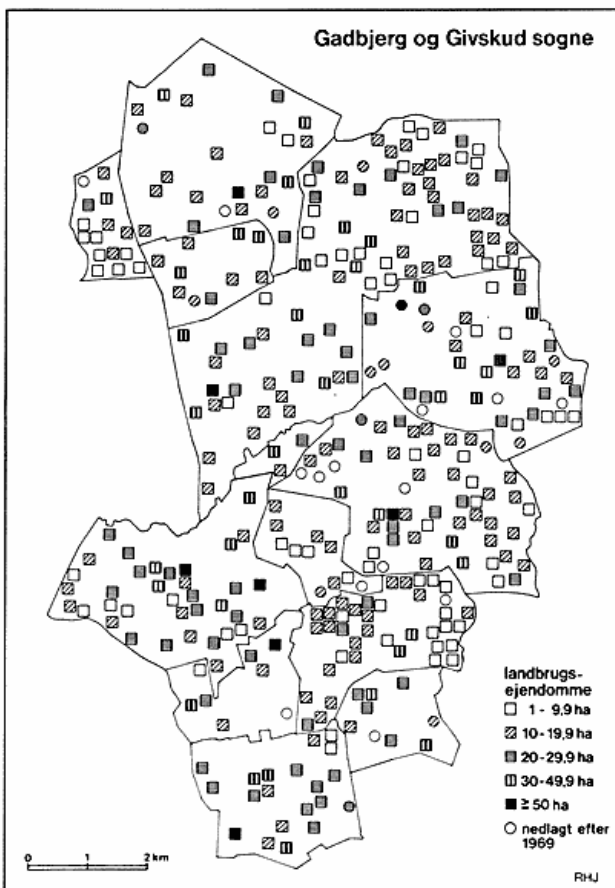 Gadbjerg og Givskud sogne
landbrugs-
ejendomme
1 - 9,9 ha
10 - 19,9 ha
20 - 29,9 ha
30 - 49,9 ha
≥ 50 ha
nedlagt efter
1969
0 1 2 km
RHJ